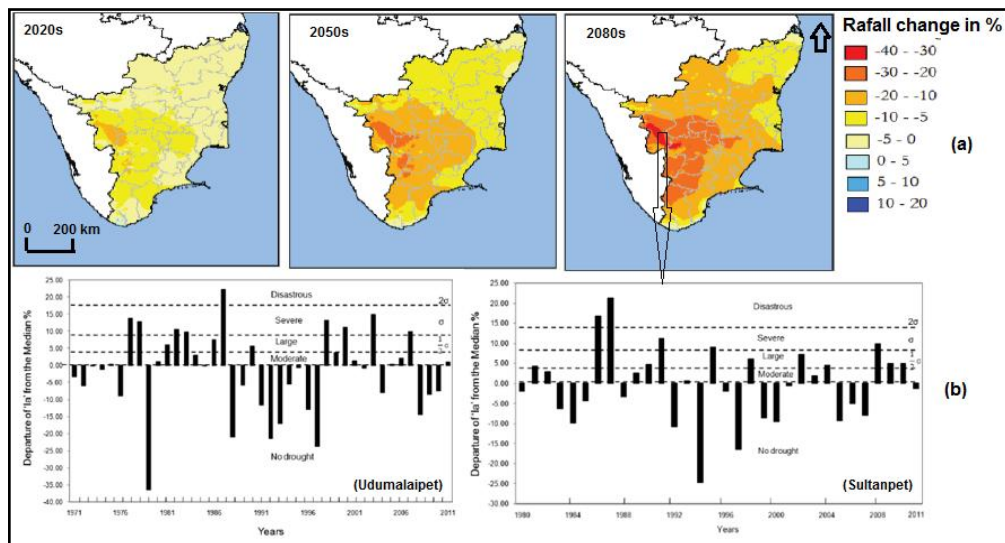 2020s
2050s
2080s
Rafall change in %
-40 - -30
-30 - -20
-20 - -10
-10 - -5
-5 - 0
0 - 5
5 - 10
10 - 20
(a)
0 200 km
Departure of 'Ia' from the Median %
25.00
20.00
15.00
10.00
5.00
0.00
-5.00
-10.00
-15.00
-20.00
-25.00
-30.00
-35.00
-40.00
Disastrous
2σ
Severe
σ
Large
Moderate
No drought
(Udumalaipet)
1971
1976
1981
1986
1991
1996
2001
2006
2011
Years
Departure of 'Ia' from the Median %
25.00
20.00
15.00
10.00
5.00
0.00
-5.00
-10.00
-15.00
-20.00
-25.00
-30.00
Disastrous
2σ
Severe
σ
Large
Moderate
No drought
(Sultanpet)
1984
1988
1992
1996
2000
2004
2008
2011
Years
(b)